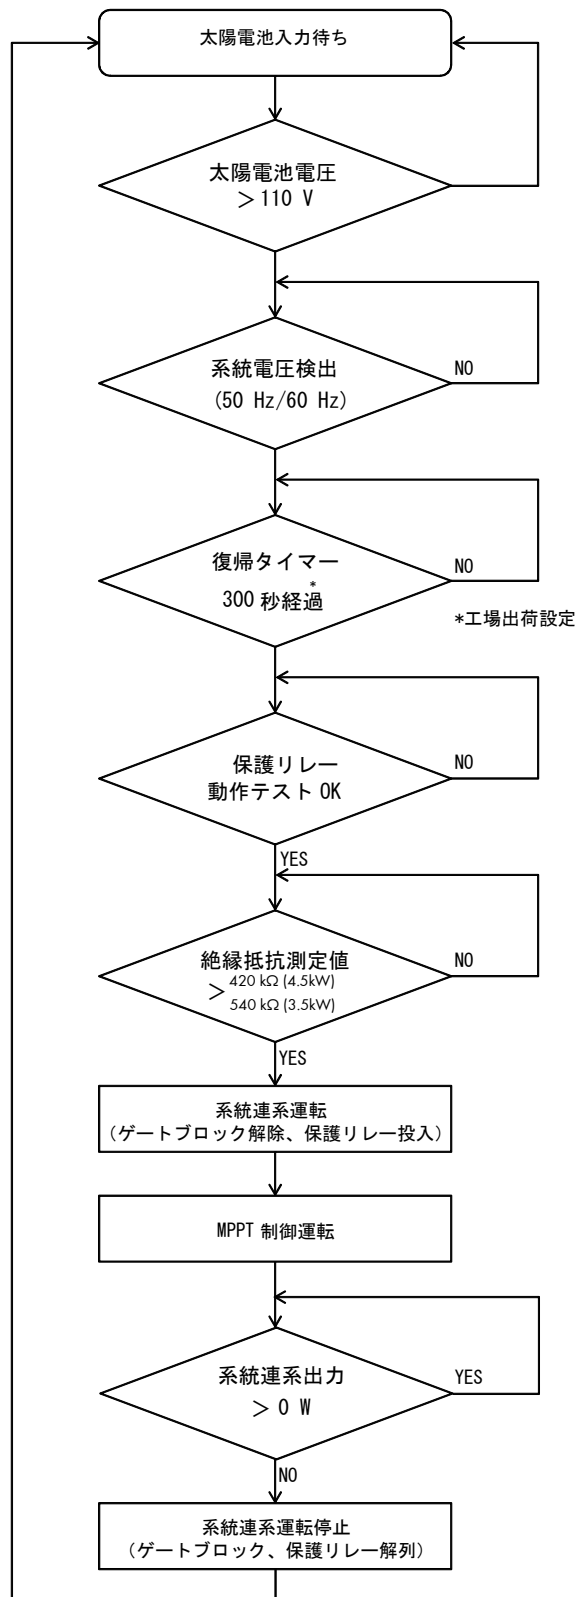 太陽電池入力待ち
太陽電池電圧
＞110 V
系統電圧検出
(50 Hz/60 Hz)
NO
復帰タイマー
300 秒経過*
NO
*工場出荷設定
保護リレー
動作テスト OK
NO
YES
絶縁抵抗測定値
＞420 kΩ (4.5kW)
540 kΩ (3.5kW)
NO
YES
系統連系運転
（ゲートブロック解除、保護リレー投入）
MPPT 制御運転
系統連系出力
＞0 W
YES
NO
系統連系運転停止
（ゲートブロック、保護リレー解列）